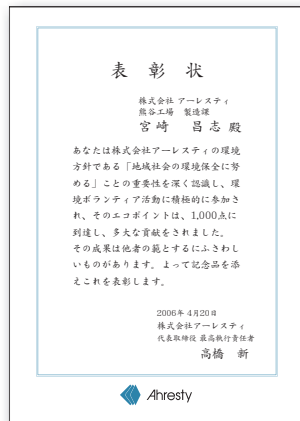 表彰状
株式会社 アーレスティ
熊谷工場 製造課
宮崎 昌志 殿
あなたは株式会社アーレスティの環境
方針である「地域社会の環境保全に努
める」ことの重要性を深く認識し、環
境ボランティア活動に積極的に参加さ
れ、そのエコポイントは、1,000点に
到達し、多大な貢献をされました。
その成果は他者の範とするにふさわし
いものがあります。よって記念品を添
えこれを表彰します。
2006年 4月20日
株式会社アーレスティ
代表取締役 最高執行責任者
高橋 新
Ahresty